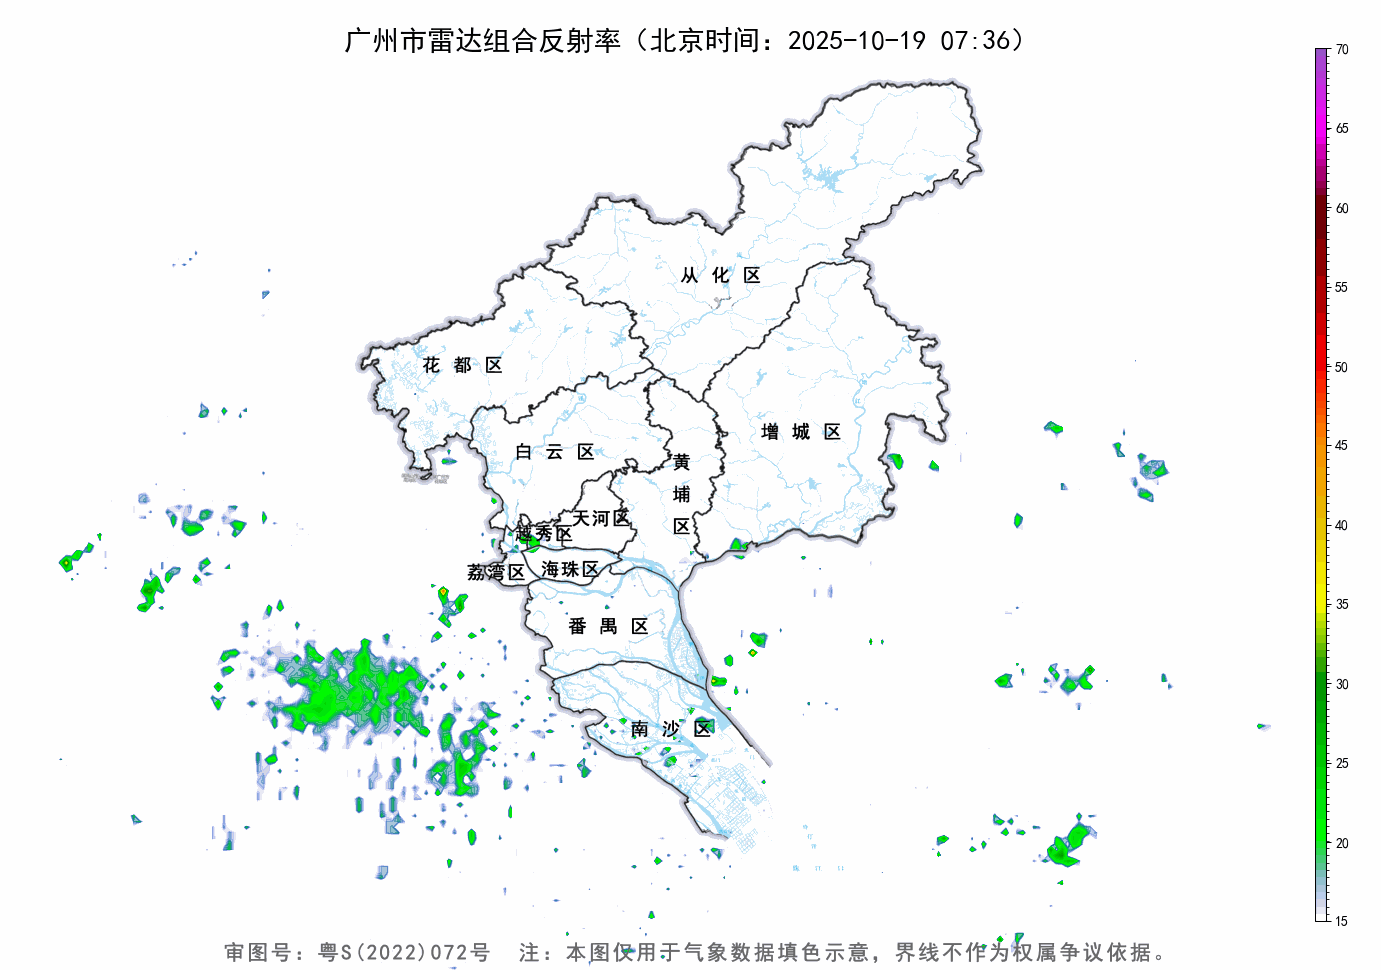 广州市雷达组合反射率（北京时间：2025-10-19 07:36）
70
65
60
55
50
45
40
35
30
25
20
15
从化区
花都区
增城区
白云区
黄埔区
天河区
越秀区
海珠区
荔湾区
番禺区
南沙区
审图号：粤S(2022)072号 注：本图仅用于气象数据填色示意，界线不作为权属争议依据。